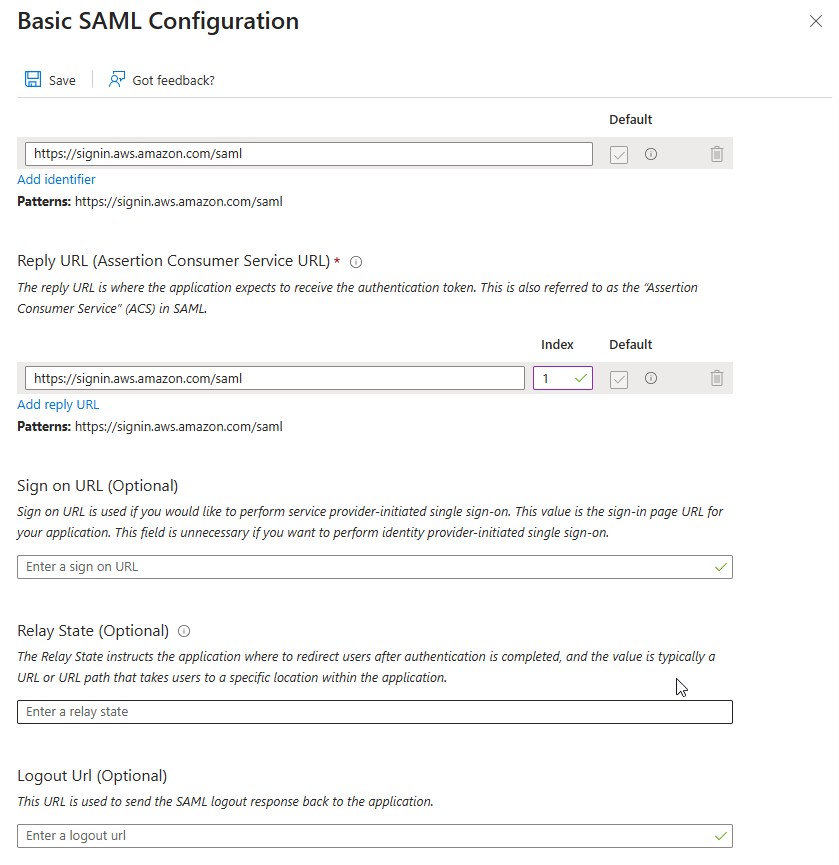 Basic SAML Configuration
Save
Got feedback?
Default
https://signin.aws.amazon.com/saml
Add identifier
Patterns: https://signin.aws.amazon.com/saml
Reply URL (Assertion Consumer Service URL) *
The reply URL is where the application expects to receive the authentication token. This is also referred to as the “Assertion
Consumer Service” (ACS) in SAML.
Index Default
https://signin.aws.amazon.com/saml 1
Add reply URL
Patterns: https://signin.aws.amazon.com/saml
Sign on URL (Optional)
Sign on URL is used if you would like to perform service provider-initiated single sign-on. This value is the sign-in page URL for
your application. This field is unnecessary if you want to perform identity provider-initiated single sign-on.
Enter a sign on URL
Relay State (Optional)
The Relay State instructs the application where to redirect users after authentication is completed, and the value is typically a
URL or URL path that takes users to a specific location within the application.
Enter a relay state
Logout Url (Optional)
This URL is used to send the SAML logout response back to the application.
Enter a logout url